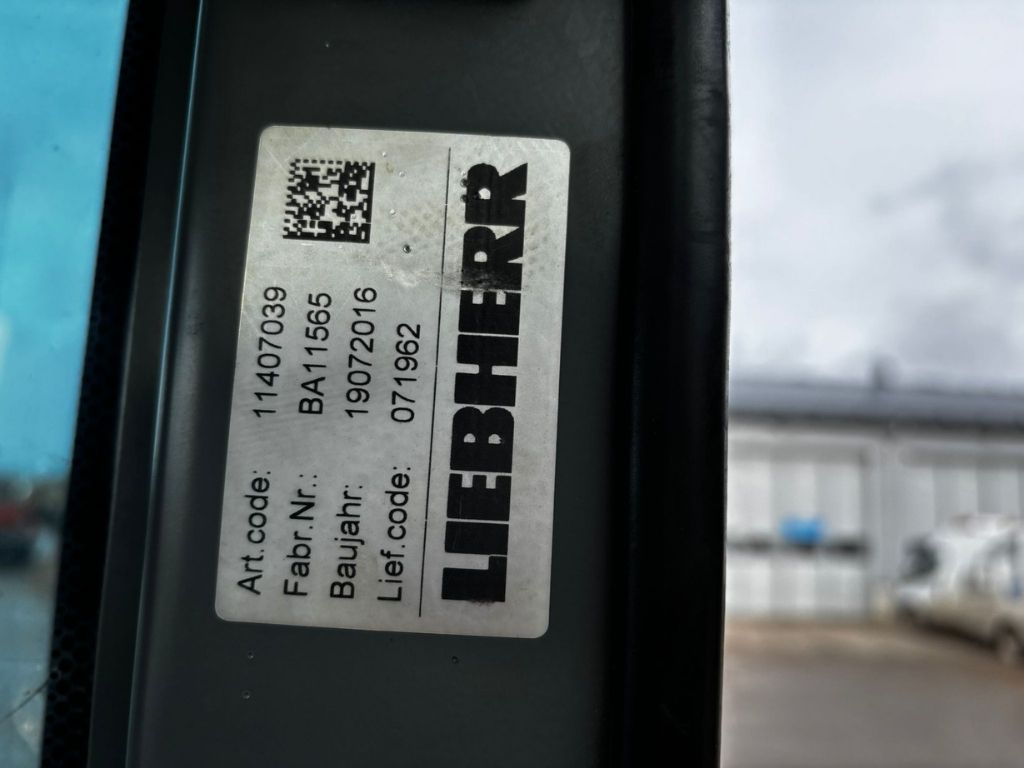 Art.code: 11407039
Fabr.Nr.: BA11565
Baujahr: 19072016
Lief.code: 071962
LIEBHERR